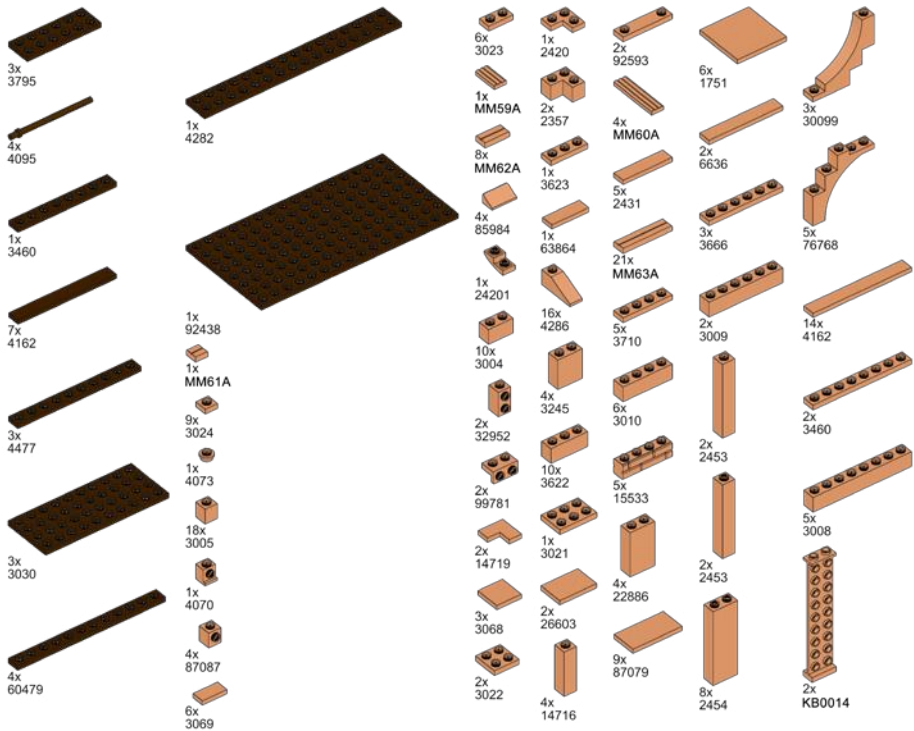 3x
3795
4x
4095
1x
3460
7x
4162
3x
4477
3x
3030
4x
60479
1x
4282
1x
92438
1x
MM61A
9x
3024
1x
4073
18x
3005
1x
4070
4x
87087
6x
3069
6x
3023
1x
MM59A
8x
MM62A
4x
85984
1x
24201
10x
3004
2x
32952
2x
99781
2x
14719
3x
3068
2x
3022
1x
2420
2x
2357
1x
3623
1x
63864
16x
4286
4x
3245
10x
3622
1x
3021
2x
26603
4x
14716
2x
92593
4x
MM60A
5x
2431
21x
MM63A
5x
3710
6x
3010
5x
15533
4x
22886
9x
87079
6x
1751
2x
6636
3x
3666
2x
3009
2x
2453
2x
2453
8x
2454
3x
30099
5x
76768
14x
4162
2x
3460
5x
3008
2x
KB0014